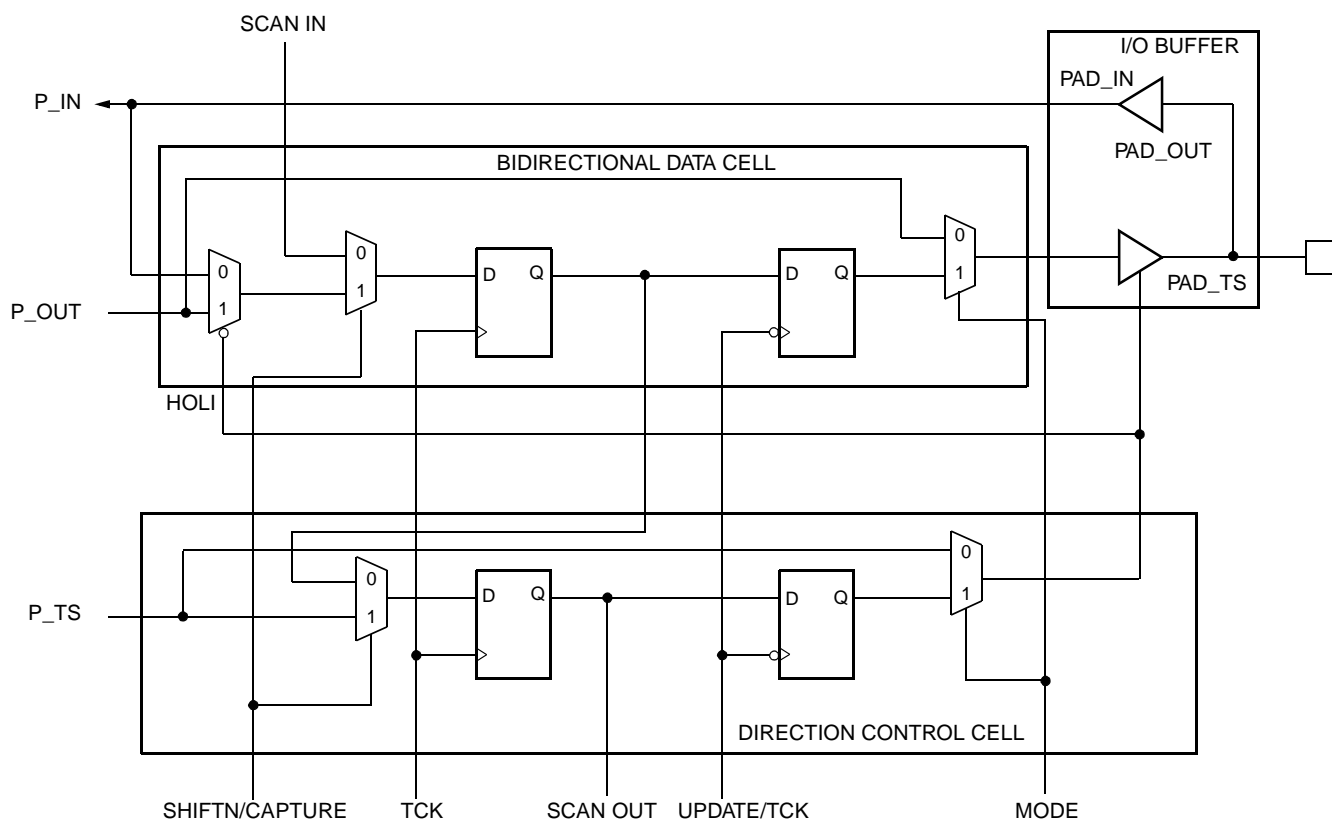 SCAN IN
I/O BUFFER
P_IN
PAD_IN
PAD_OUT
BIDIRECTIONAL DATA CELL
0
0
0
1
D
Q
D
Q
1
1
P_OUT
PAD_TS
HOLI
0
0
D
Q
D
Q
1
1
P_TS
DIRECTION CONTROL CELL
SHIFTN/CAPTURE
TCK
SCAN OUT
UPDATE/TCK
MODE